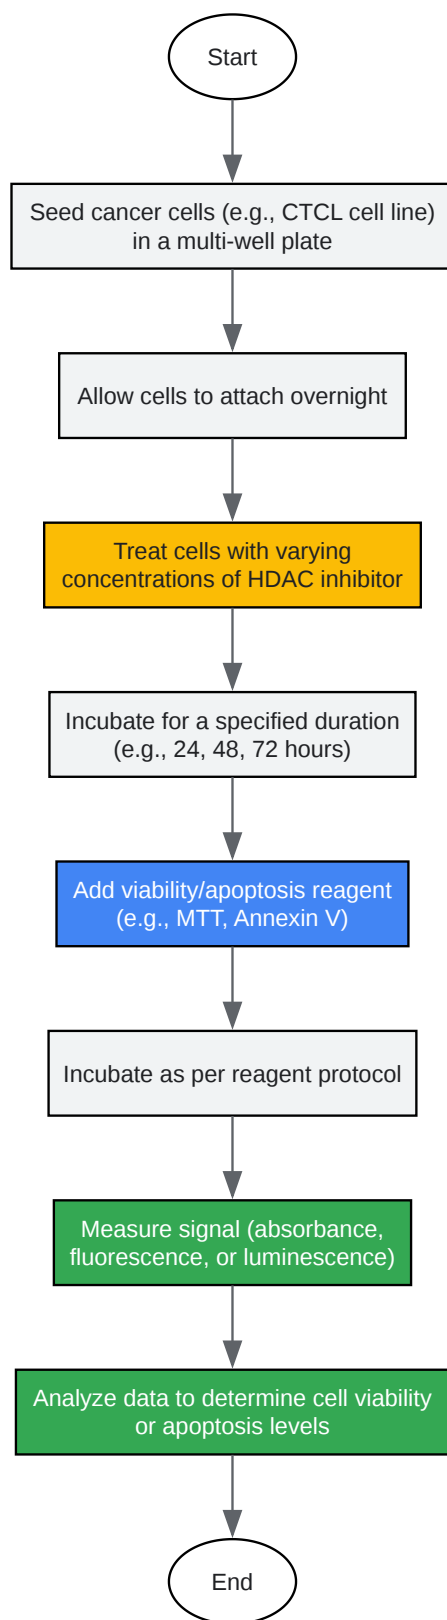 Start
Seed cancer cells (e.g., CTCL cell line)
in a multi-well plate
Allow cells to attach overnight
Treat cells with varying
concentrations of HDAC inhibitor
Incubate for a specified duration
(e.g., 24, 48, 72 hours)
Add viability/apoptosis reagent
(e.g., MTT, Annexin V)
Incubate as per reagent protocol
Measure signal (absorbance,
fluorescence, or luminescence)
Analyze data to determine cell viability
or apoptosis levels
End